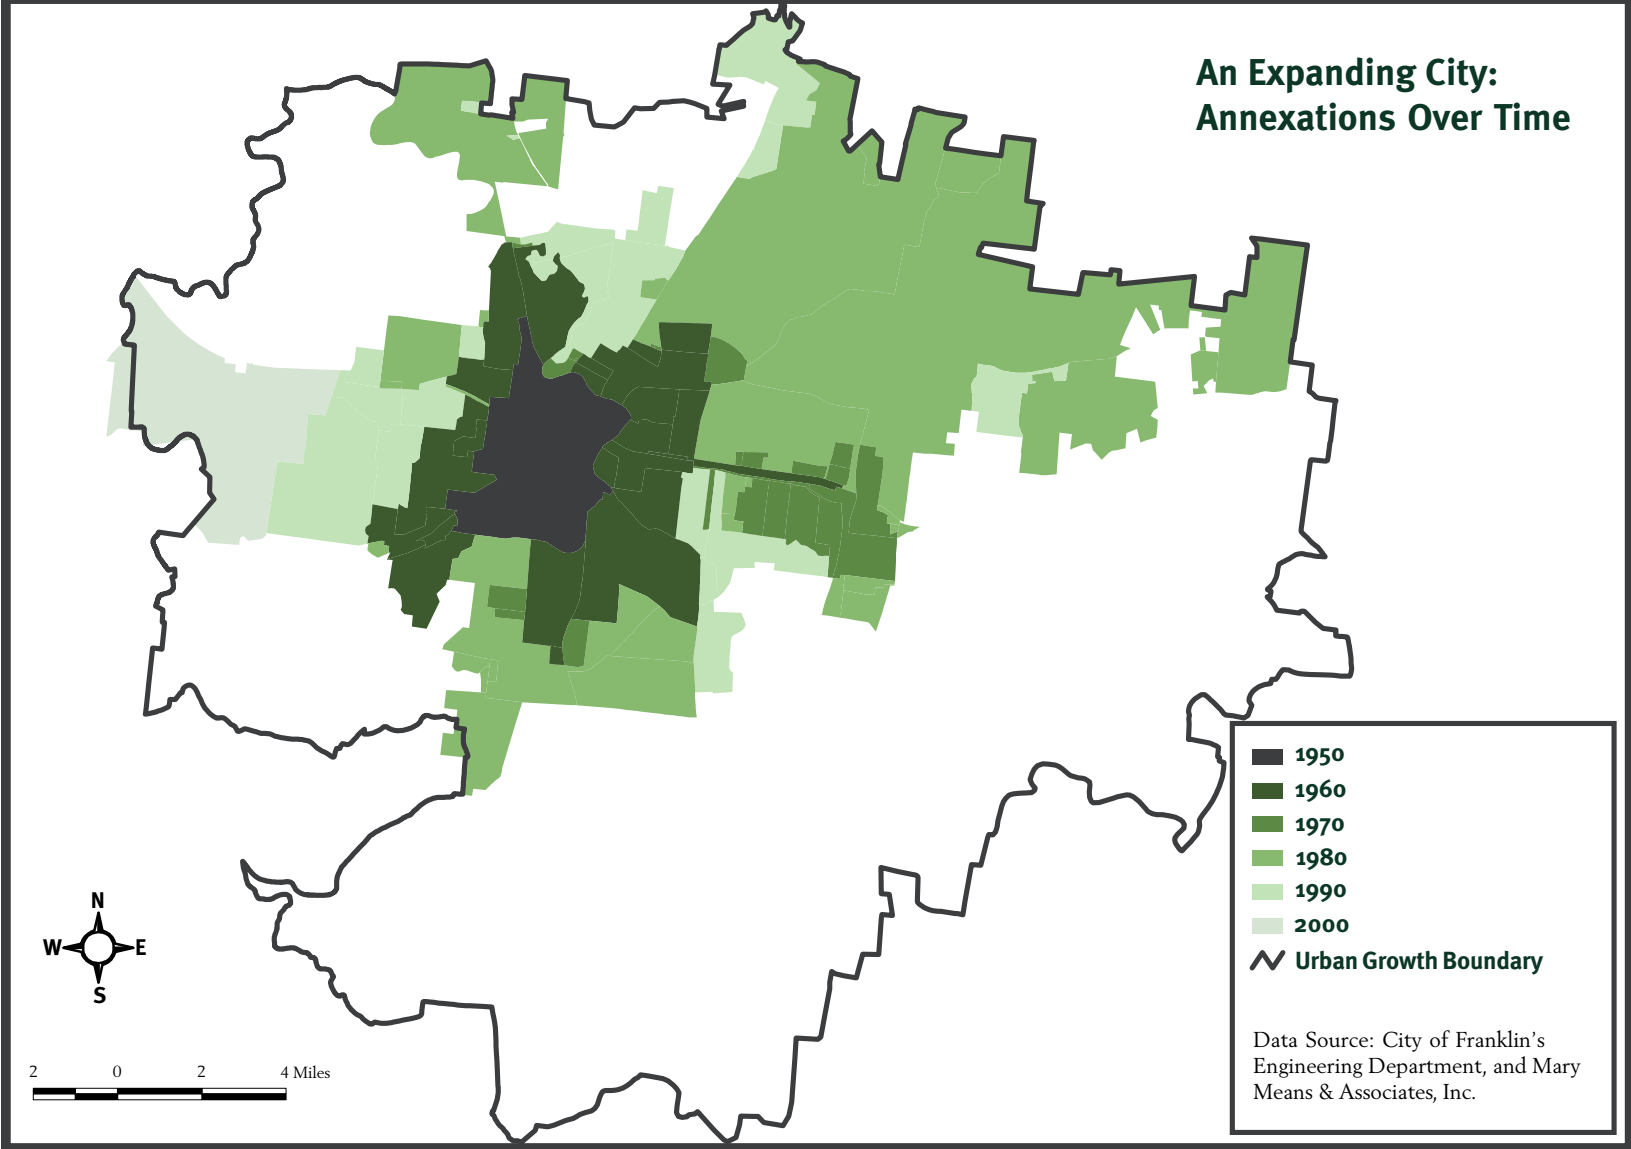 An Expanding City:
Annexations Over Time
1950
1960
1970
1980
1990
2000
Urban Growth Boundary
Data Source: City of Franklin's
Engineering Department, and Mary
Means & Associates, Inc.
N
W E
S
2 0 2 4 Miles